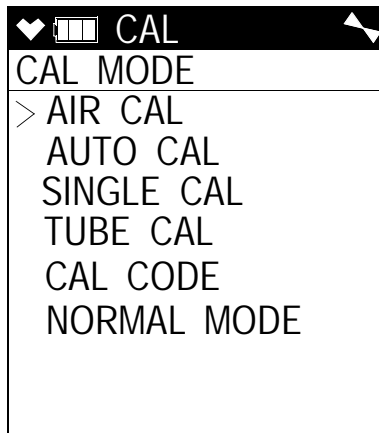 CAL
CAL MODE
> AIR CAL
AUTO CAL
SINGLE CAL
TUBE CAL
CAL CODE
NORMAL MODE